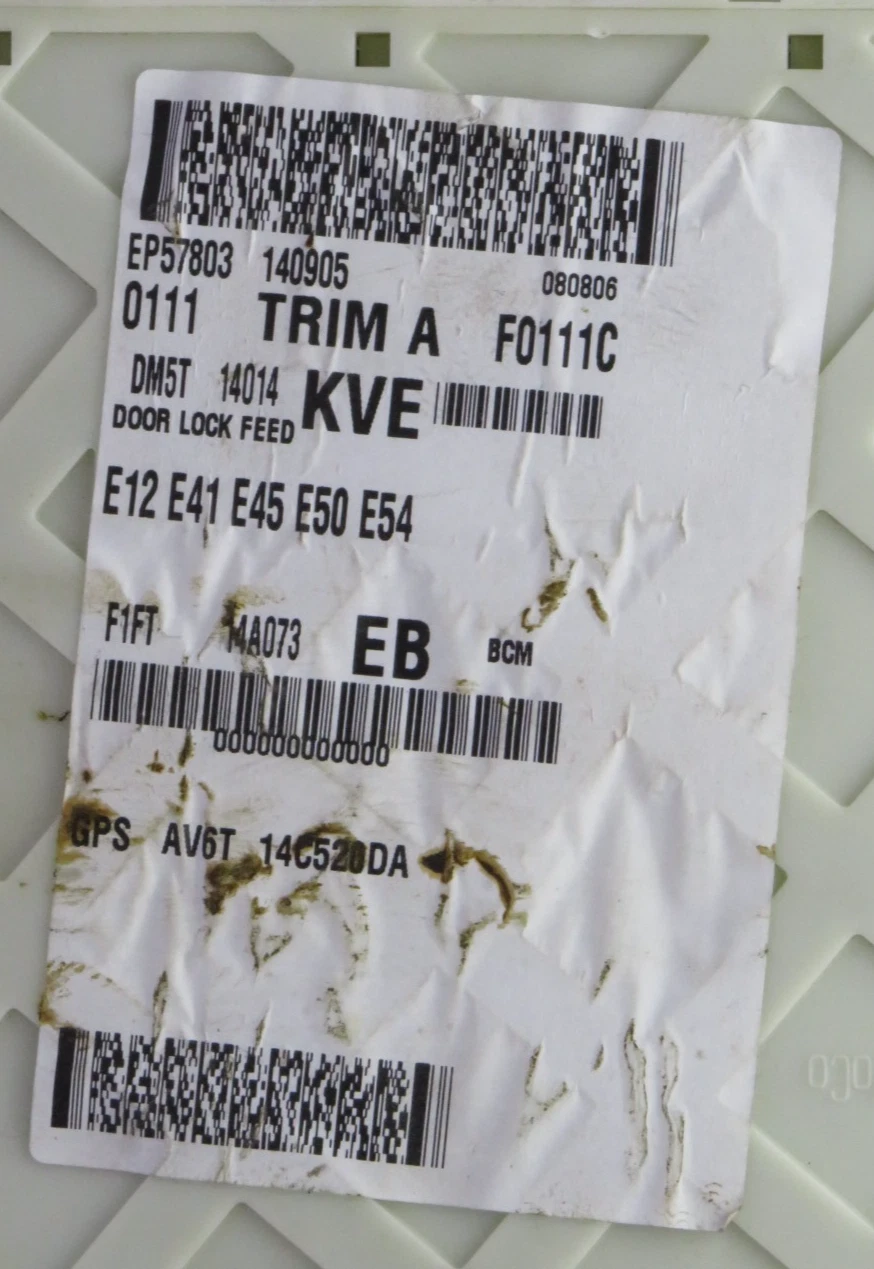 EP57803 140905 080806
0111 TRIM A F0111C
DM5T 14014 KVE
DOOR LOCK FEED
E12 E41 E45 E50 E54
F1FT 14A073 EB BCM
000000000000
GPS AV6T 14C520DA